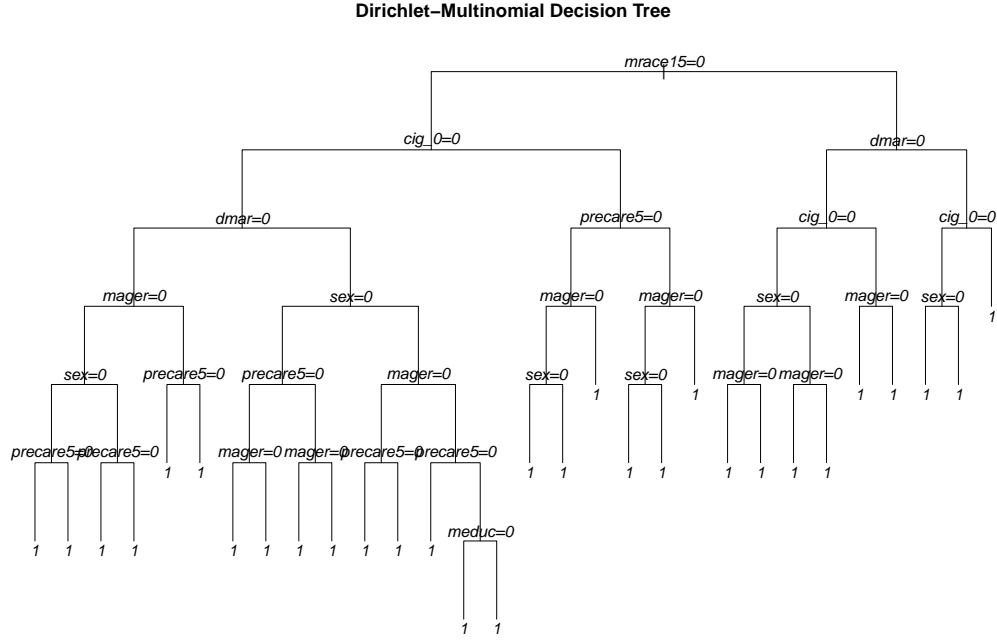 Dirichlet−Multinomial Decision Tree
mrace15=0
cig_0=0 dmar=0
dmar=0 precare5=0 cig_0=0 cig_0=0
mager=0 sex=0 mager=0 mager=0 sex=0 mager=0 sex=0 1
sex=0 precare5=0 precare5=0 mager=0 sex=0 1 sex=0 1 mager=0 mager=0 1 1 1 1
precare5=0 precare5=0 1 1 mager=0 mager=0 precare5=0 precare5=0 1 1 1 1 1 1 1 1
1 1 1 1 1 1 1 1 1 1 1 meduc=0
1 1